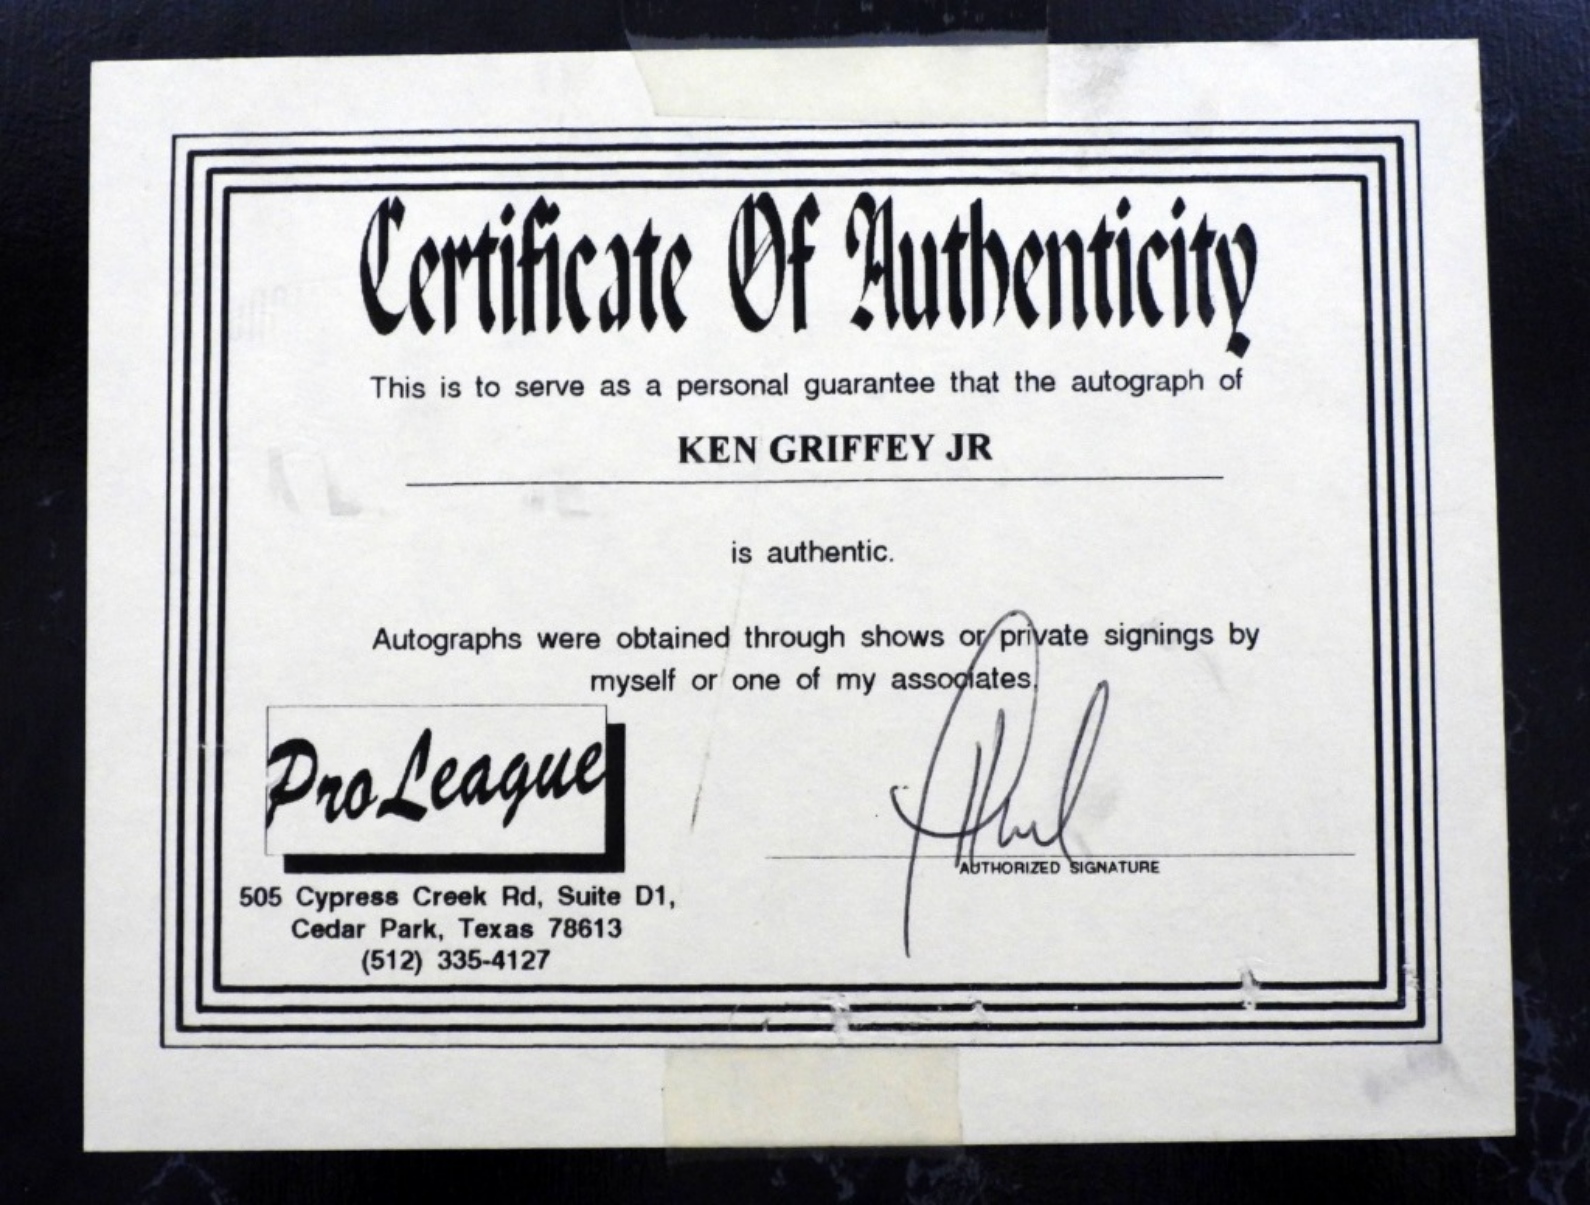 Certificate Of Authenticity
This is to serve as a personal guarantee that the autograph of
KEN GRIFFEY JR
is authentic.
Autographs were obtained through shows or private signings by
myself or one of my associates.
Pro League
AUTHORIZED SIGNATURE
505 Cypress Creek Rd, Suite D1,
Cedar Park, Texas 78613
(512) 335-4127